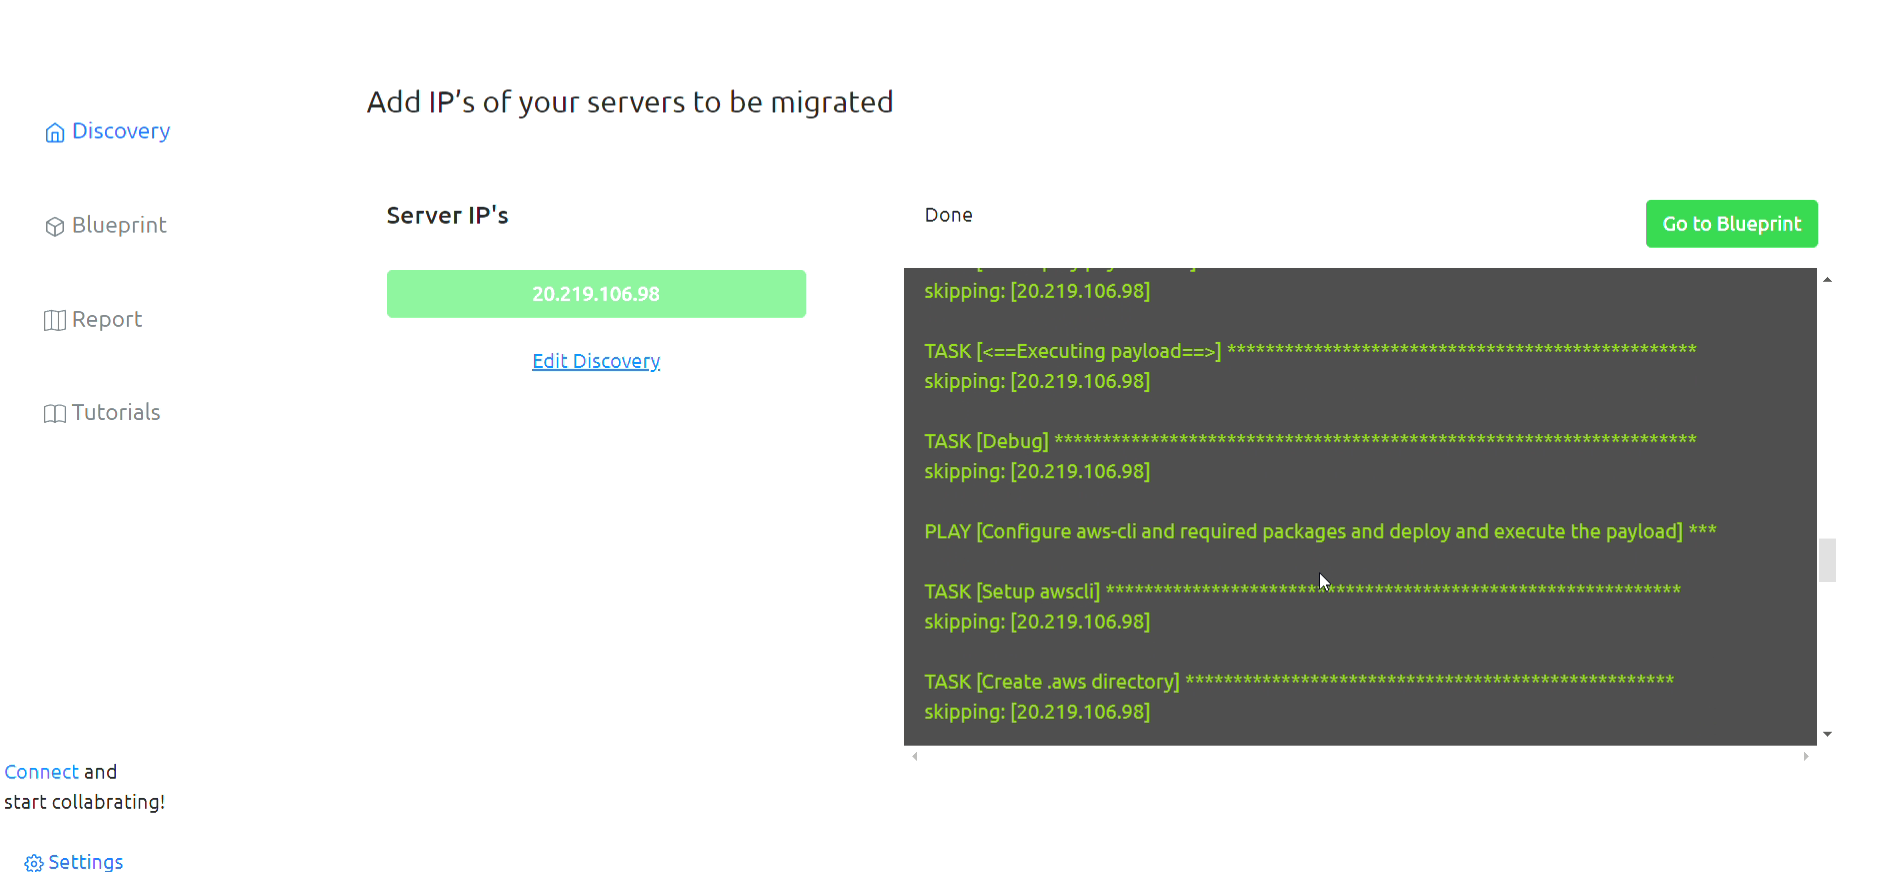 Add IP's of your servers to be migrated
Discovery
Blueprint
Report
Tutorials
Server IP's
20.219.106.98
Edit Discovery
Done
Go to Blueprint
skipping: [20.219.106.98]
TASK [<==Executing payload==>] *************************************************
skipping: [20.219.106.98]
TASK [Debug] *******************************************************************
skipping: [20.219.106.98]
PLAY [Configure aws-cli and required packages and deploy and execute the payload] ***
TASK [Setup awscli] ************************************************************
skipping: [20.219.106.98]
TASK [Create .aws directory] ***************************************************
skipping: [20.219.106.98]
Connect and
start collabrating!
Settings